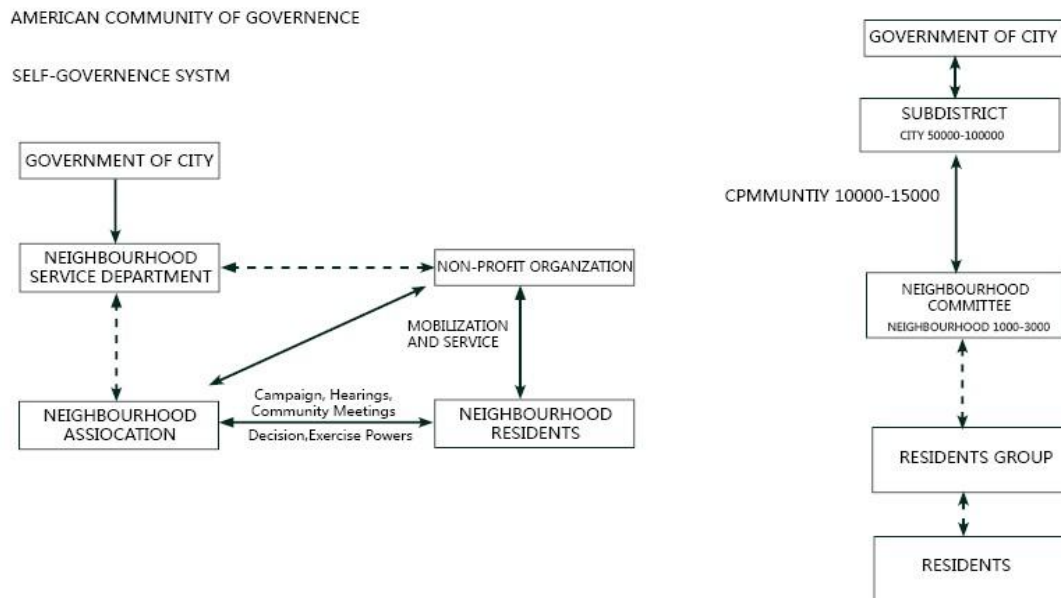 AMERICAN COMMUNITY OF GOVERNENCE
SELF-GOVERNENCE SYSTM
GOVERNMENT OF CITY
NEIGHBOURHOOD
SERVICE DEPARTMENT
NON-PROFIT ORGANZATION
MOBILIZATION
AND SERVICE
Campaign, Hearings,
Community Meetings
Decision,Exercise Powers
NEIGHBOURHOOD
ASSIOCATION
NEIGHBOURHOOD
RESIDENTS
GOVERNMENT OF CITY
SUBDISTRICT
CITY 50000-100000
CPMMUNTIY 10000-15000
NEIGHBOURHOOD
COMMITTEE
NEIGHBOURHOOD 1000-3000
RESIDENTS GROUP
RESIDENTS